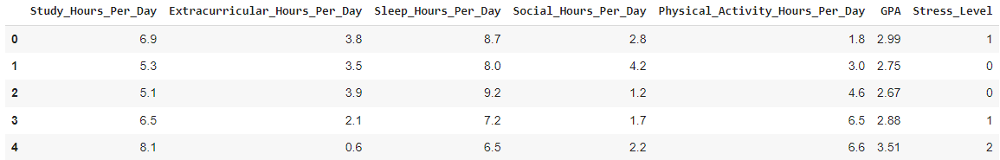 Study_Hours_Per_Day Extracurricular_Hours_Per_Day Sleep_Hours_Per_Day Social_Hours_Per_Day Physical_Activity_Hours_Per_Day GPA Stress_Level
0 6.9 3.8 8.7 2.8 1.8 2.99 1
1 5.3 3.5 8.0 4.2 3.0 2.75 0
2 5.1 3.9 9.2 1.2 4.6 2.67 0
3 6.5 2.1 7.2 1.7 6.5 2.88 1
4 8.1 0.6 6.5 2.2 6.6 3.51 2